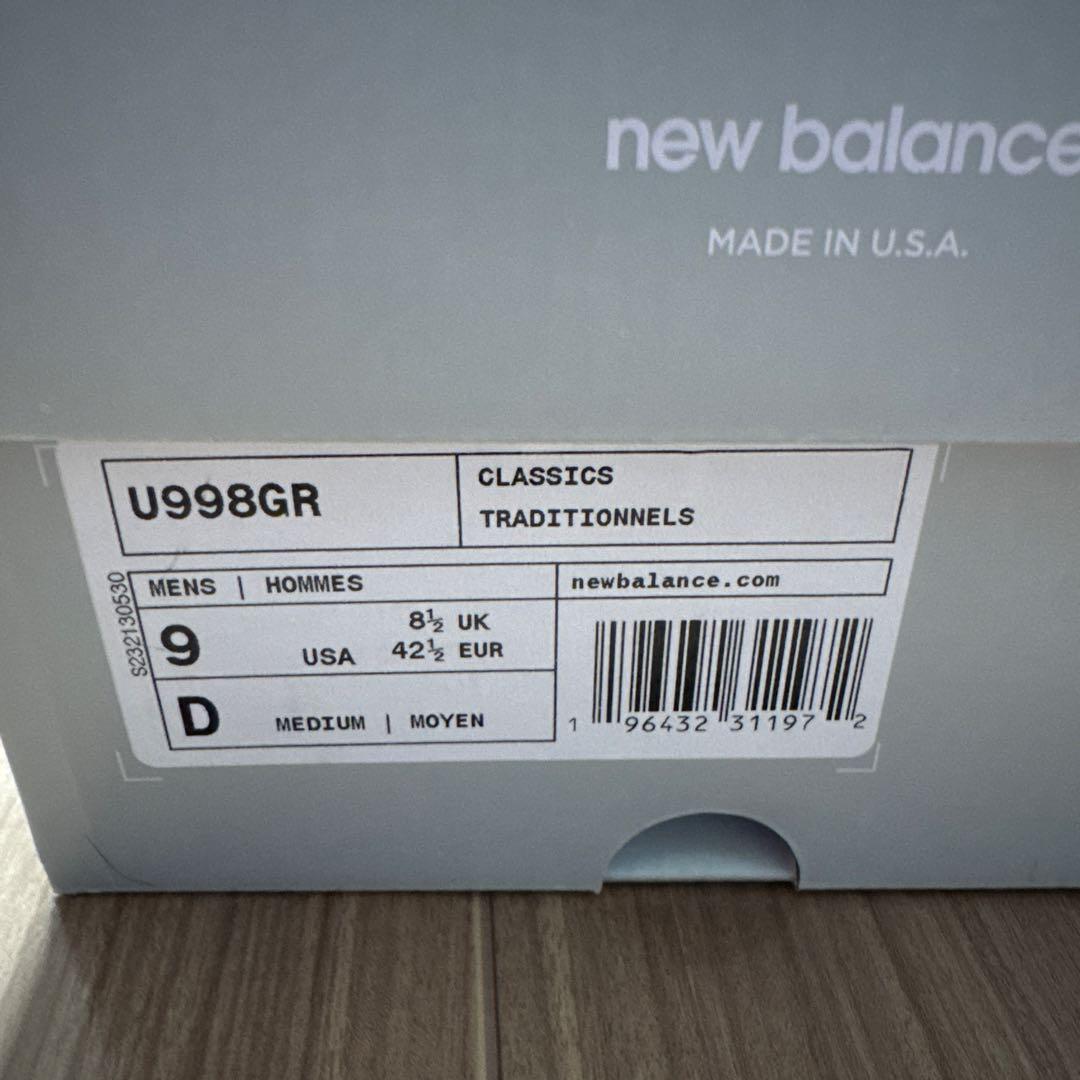 new balance
MADE IN U.S.A.
U998GR
CLASSICS
TRADITIONNELS
MENS | HOMMES
newbalance.com
S232130530
9 USA 8½ UK
42½ EUR
D MEDIUM | MOYEN
1 96432 31197 2